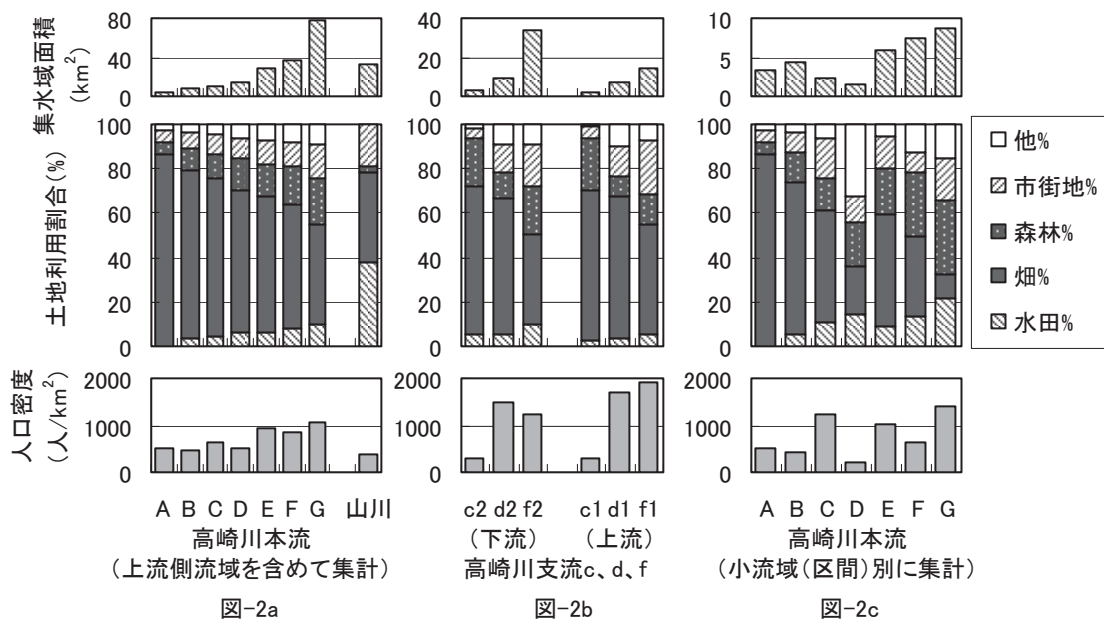 集水域面積
(km²)
80
40
0
40
20
0
10
5
0
土地利用割合(%)
100
80
60
40
20
0
100
80
60
40
20
0
100
80
60
40
20
0
他%
市街地%
森林%
畑%
水田%
人口密度
(人/km²)
2000
1000
0
2000
1000
0
2000
1000
0
A B C D E F G 山川
高崎川本流
(上流側流域を含めて集計)
図-2a
c2 d2 f2 c1 d1 f1
(下流) (上流)
高崎川支流c、d、f
図-2b
A B C D E F G
高崎川本流
(小流域(区間)別に集計)
図-2c